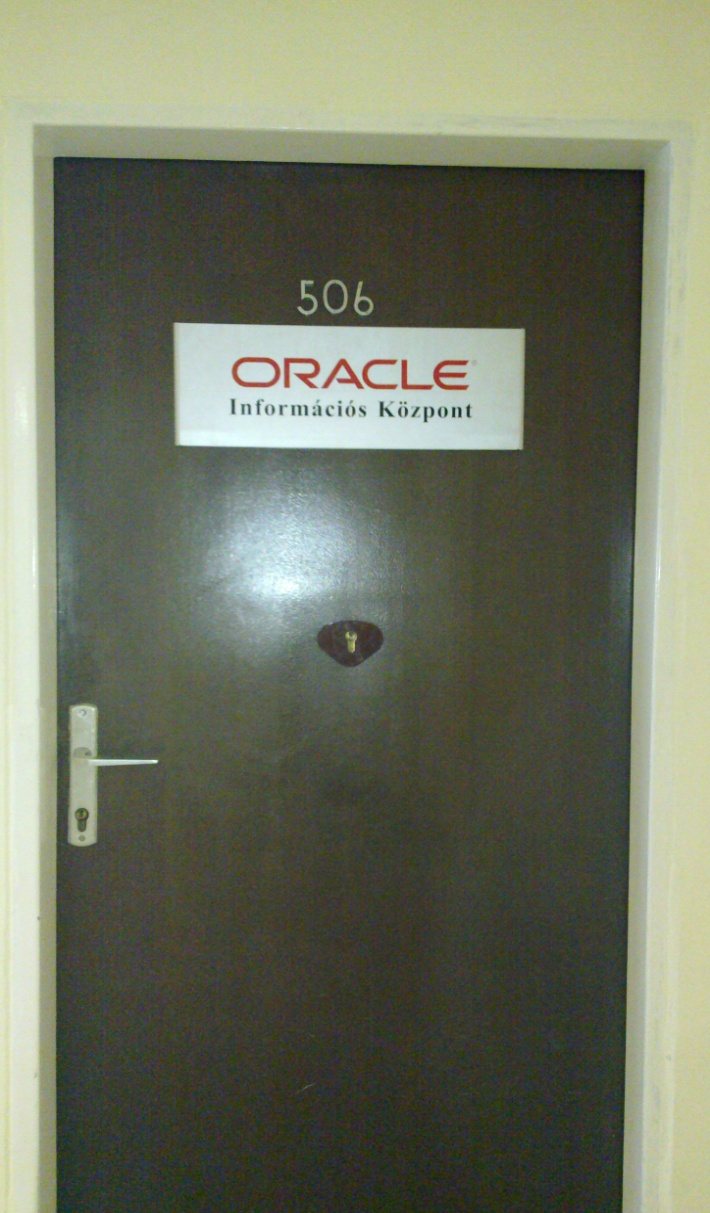 506
ORACLE®
Információs Központ